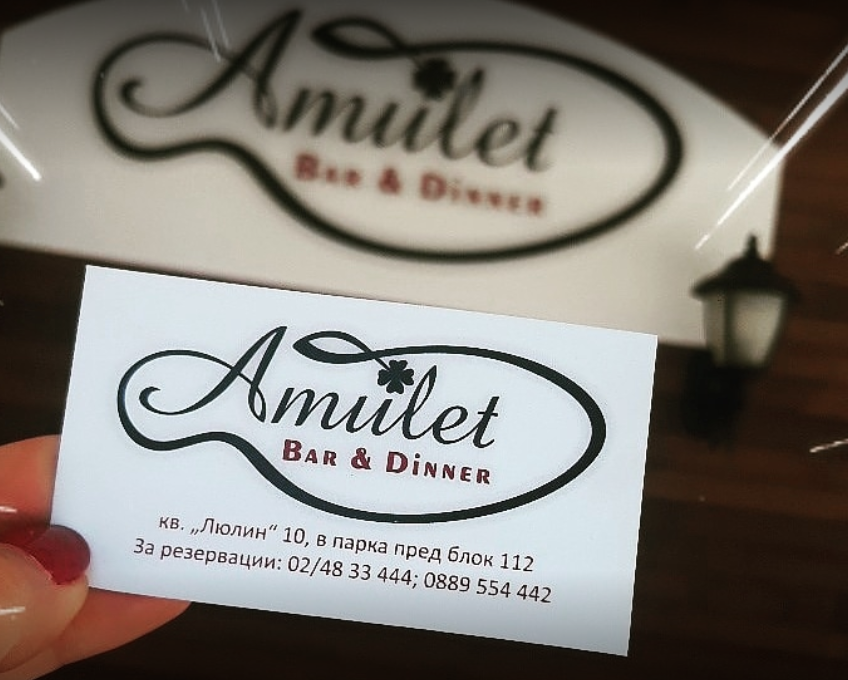 Amulet
BAR & DINNER
Amulet
BAR & DiNNER
кв. „Люлин“ 10, в парка пред блок 112
За резервации: 02/48 33 444; 0889 554 442